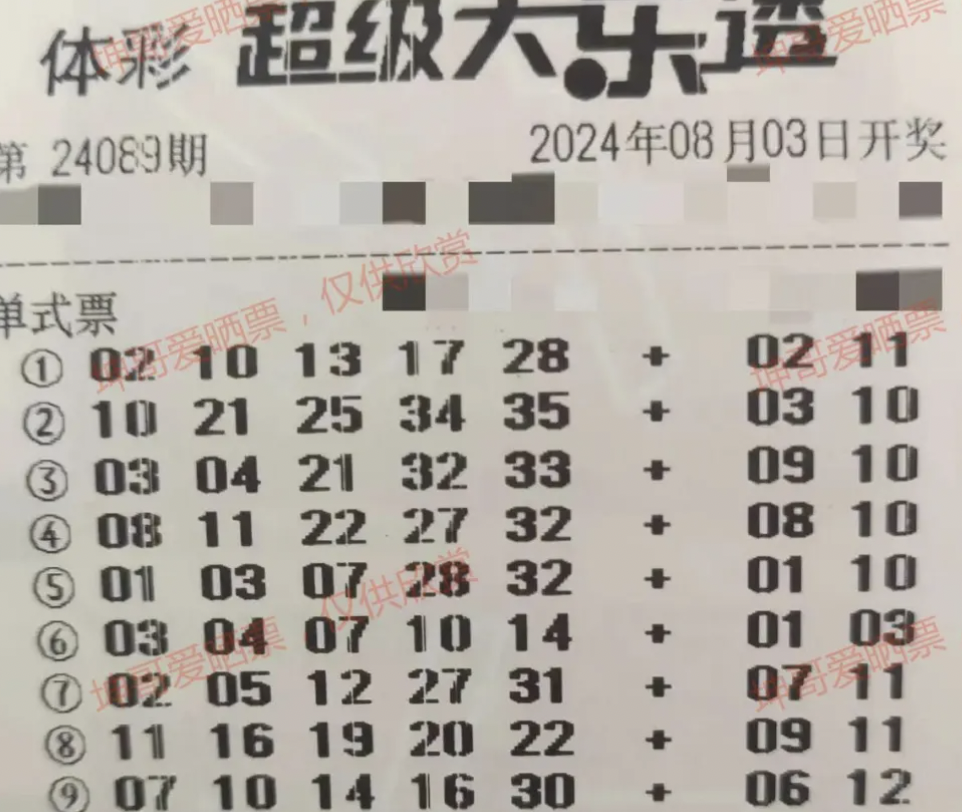 体彩 超级大乐透
第 24089期 2024年08月03日开奖
单式票
① 02 10 13 17 28 + 02 11
② 10 21 25 34 35 + 03 10
③ 03 04 21 32 33 + 09 10
④ 08 11 22 27 32 + 08 10
⑤ 01 03 07 28 32 + 01 10
⑥ 03 04 07 10 14 + 01 03
⑦ 02 05 12 27 31 + 07 11
⑧ 11 16 19 20 22 + 09 11
⑨ 07 10 14 16 30 + 06 12
坤哥爱晒票，仅供欣赏
坤哥爱晒票
坤哥爱晒票，仅供欣赏
坤哥爱晒票